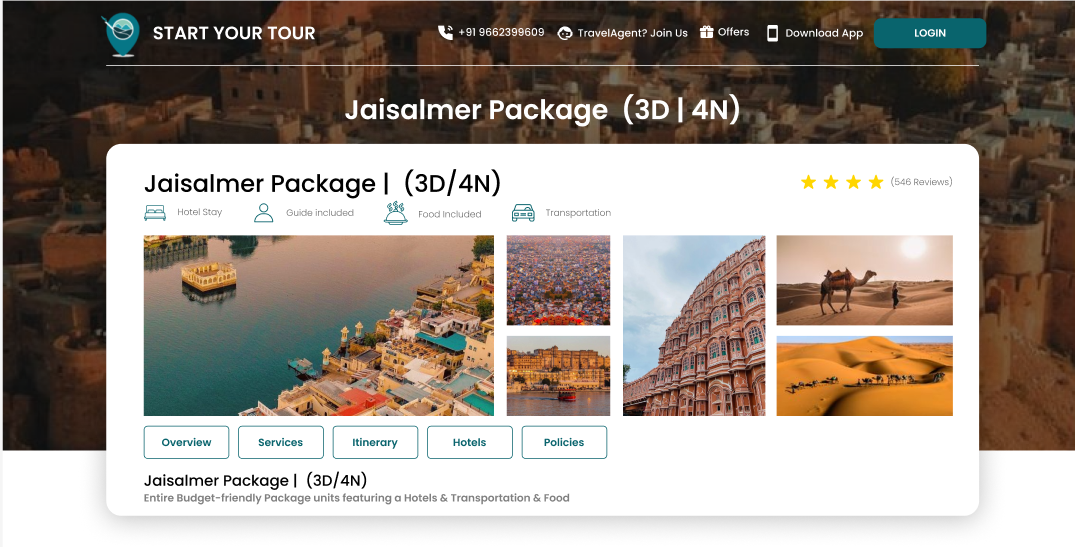 START YOUR TOUR
+91 9662399609
TravelAgent? Join Us
Offers
Download App
LOGIN
Jaisalmer Package (3D | 4N)
Jaisalmer Package | (3D/4N)
(546 Reviews)
Hotel Stay
Guide included
Food Included
Transportation
Overview
Services
Itinerary
Hotels
Policies
Jaisalmer Package | (3D/4N)
Entire Budget-friendly Package units featuring a Hotels & Transportation & Food